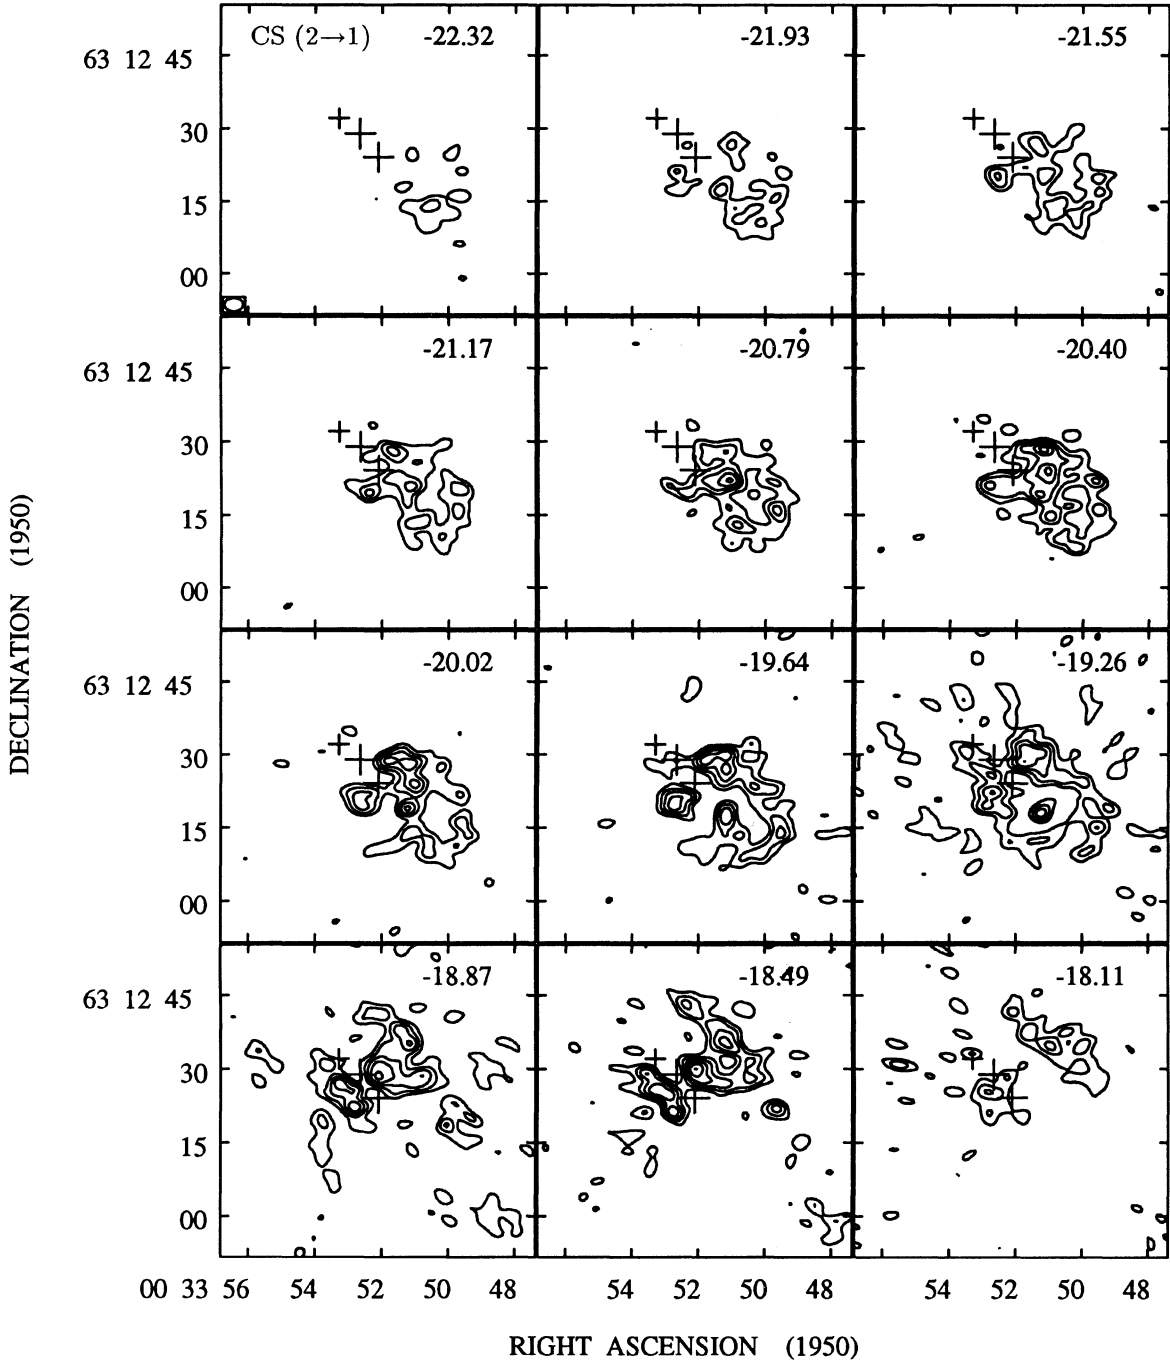 CS (2→1) -22.32 -21.93 -21.55
63 12 45
30
15
00
-21.17 -20.79 -20.40
63 12 45
30
15
00
-20.02 -19.64 -19.26
63 12 45
30
15
00
-18.87 -18.49 -18.11
63 12 45
30
15
00
00 33 56 54 52 50 48 54 52 50 48 54 52 50 48
RIGHT ASCENSION (1950)
DECLINATION (1950)